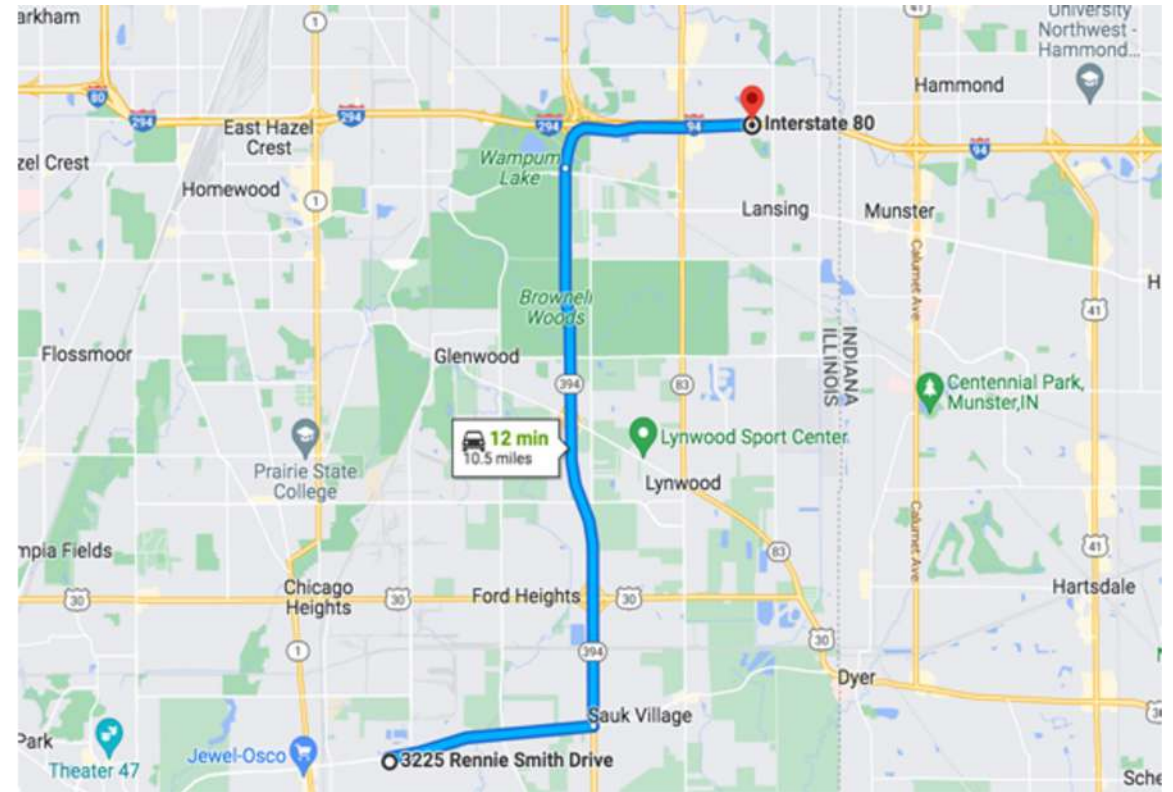 arkham
1
41
University
Northwest -
Hammond...
80
294
East Hazel
Crest
294
294
94
Interstate 80
Hammond
94
zel Crest
Wampum
Lake
Homewood
1
Lansing
Munster
Calumet Ave
Brownell
Woods
H
41
INDIANA
ILLINOIS
Flossmoor
Glenwood
394
83
Centennial Park,
Munster,IN
12 min
10.5 miles
Lynwood Sport Center
Prairie State
College
Lynwood
Calumet Ave
mpia Fields
83
41
Chicago
Heights
30
30
Ford Heights
30
Hartsdale
1
394
30
Dyer
Sauk Village
Park
Theater 47
Jewel-Osco
3225 Rennie Smith Drive
Sche